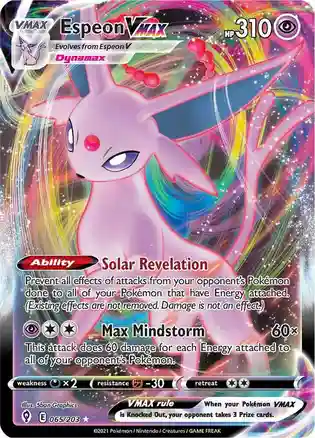 VMAX
Espeon VMAX
HP 310
Evolves from Espeon V
Dynamax
Ability Solar Revelation
Prevent all effects of attacks from your opponent's Pokémon
done to all of your Pokémon that have Energy attached.
(Existing effects are not removed. Damage is not an effect.)
Max Mindstorm 60×
This attack does 60 damage for each Energy attached to
all of your opponent's Pokémon.
weakness ×2 resistance -30 retreat
Illus. 5ban Graphics
E 065/203
VMAX rule When your Pokémon VMAX
is Knocked Out, your opponent takes 3 Prize cards.
©2021 Pokémon / Nintendo / Creatures / GAME FREAK